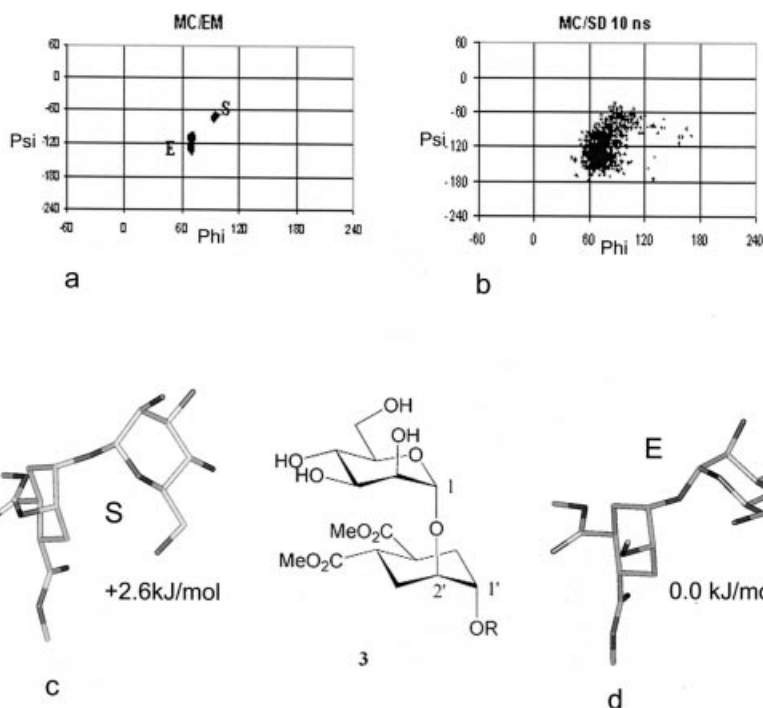 MC/EM
60
0
-60
-120
-180
-240
Psi
S
E
-60 0 60 120 180 240
Phi
a
MC/SD 10 ns
60
0
-60
-120
-180
-240
Psi
-60 0 60 120 180 240
Phi
b
S
+2.6kJ/mol
c
OH
HO
HO
OH
O
1
O
MeO₂C
MeO₂C
2'
1'
OR
3
E
0.0 kJ/mo
d